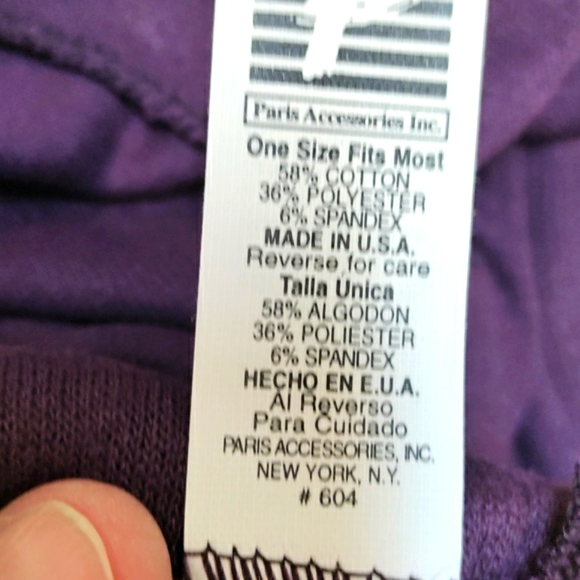 Paris Accessories Inc.
One Size Fits Most
58% COTTON
36% POLYESTER
6% SPANDEX
MADE IN U.S.A.
Reverse for care
Talla Unica
58% ALGODON
36% POLIESTER
6% SPANDEX
HECHO EN E.U.A.
Al Reverso
Para Cuidado
PARIS ACCESSORIES, INC.
NEW YORK, N.Y.
# 604